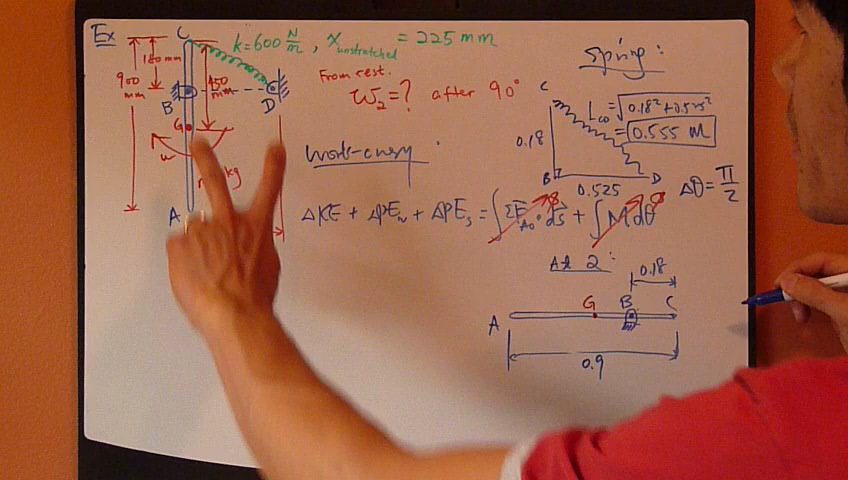 Ex
C
k=600 N/m , x unstretched = 225 mm
180 mm
900 mm
450 mm
B
D
G
ω
kg
A
From rest.
ω₂=? after 90°
Work-energy :
ΔKE + ΔPE + ΔPEs = ∫ΣF · ds + ∫M dθ
Spring :
C
0.18
B
0.525
D
L_CD = √0.18²+0.525²
= 0.555 M
Δθ = π/2
At 2 :
0.18
A
G
B
C
0.9